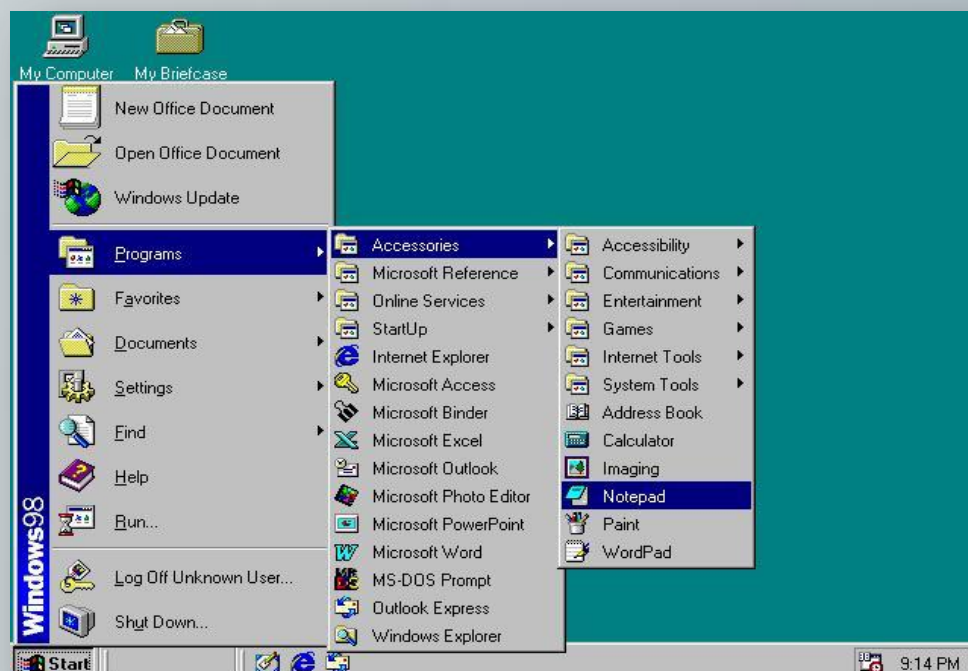 My Computer
My Briefcase
New Office Document
Open Office Document
Windows Update
Programs
Favorites
Documents
Settings
Find
Help
Run...
Log Off Unknown User...
Shut Down...
Windows98
Accessories
Microsoft Reference
Online Services
StartUp
Internet Explorer
Microsoft Access
Microsoft Binder
Microsoft Excel
Microsoft Outlook
Microsoft Photo Editor
Microsoft PowerPoint
Microsoft Word
MS-DOS Prompt
Outlook Express
Windows Explorer
Accessibility
Communications
Entertainment
Games
Internet Tools
System Tools
Address Book
Calculator
Imaging
Notepad
Paint
WordPad
Start
9:14 PM